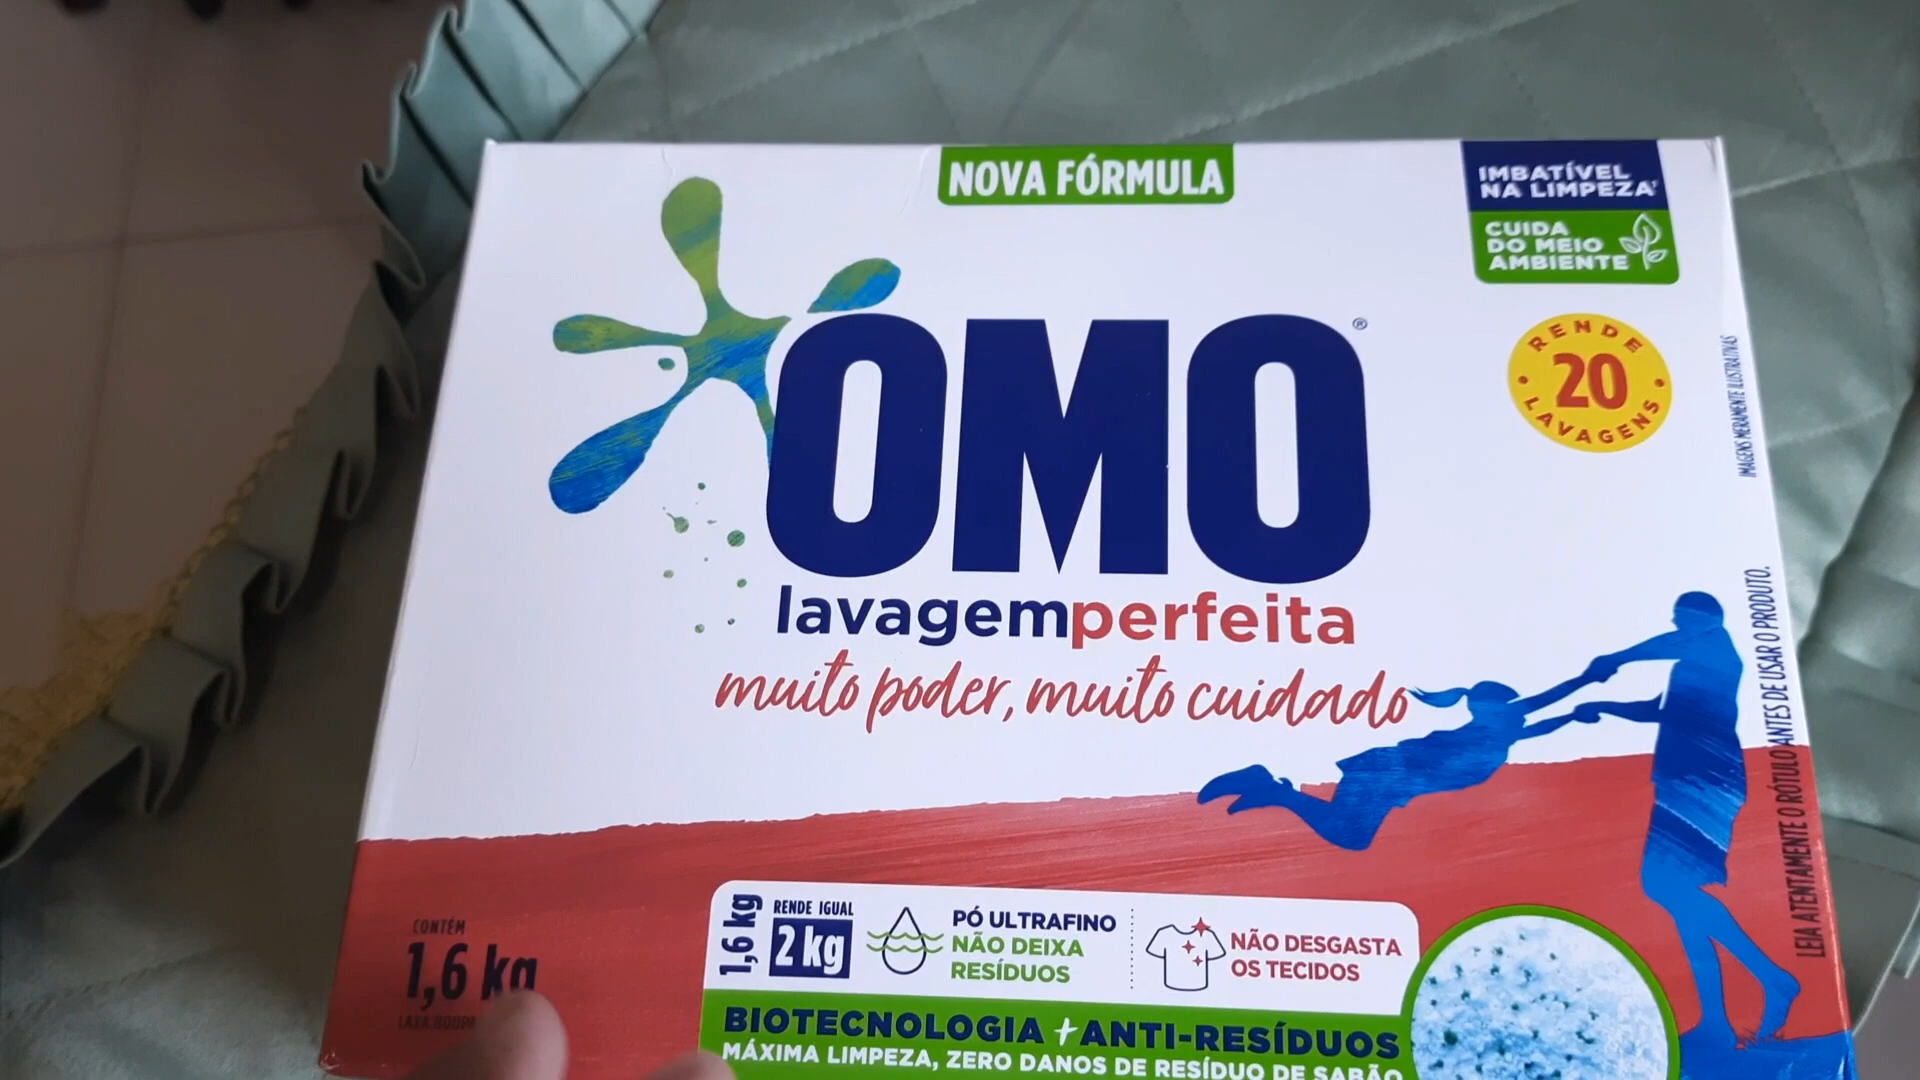 NOVA FÓRMULA
IMBATÍVEL
NA LIMPEZA
CUIDA
DO MEIO
AMBIENTE
OMO®
RENDE
20
LAVAGENS
IMAGENS MERAMENTE ILUSTRATIVAS
lavagemperfeita
muito poder, muito cuidado
LEIA ATENTAMENTE O RÓTULO ANTES DE USAR O PRODUTO.
CONTÉM
1,6 kg
1,6 kg
RENDE IGUAL
2 kg
PÓ ULTRAFINO
NÃO DEIXA
RESÍDUOS
NÃO DESGASTA
OS TECIDOS
BIOTECNOLOGIA + ANTI-RESÍDUOS
MÁXIMA LIMPEZA, ZERO DANOS DE RESÍDUO DE SABÃO